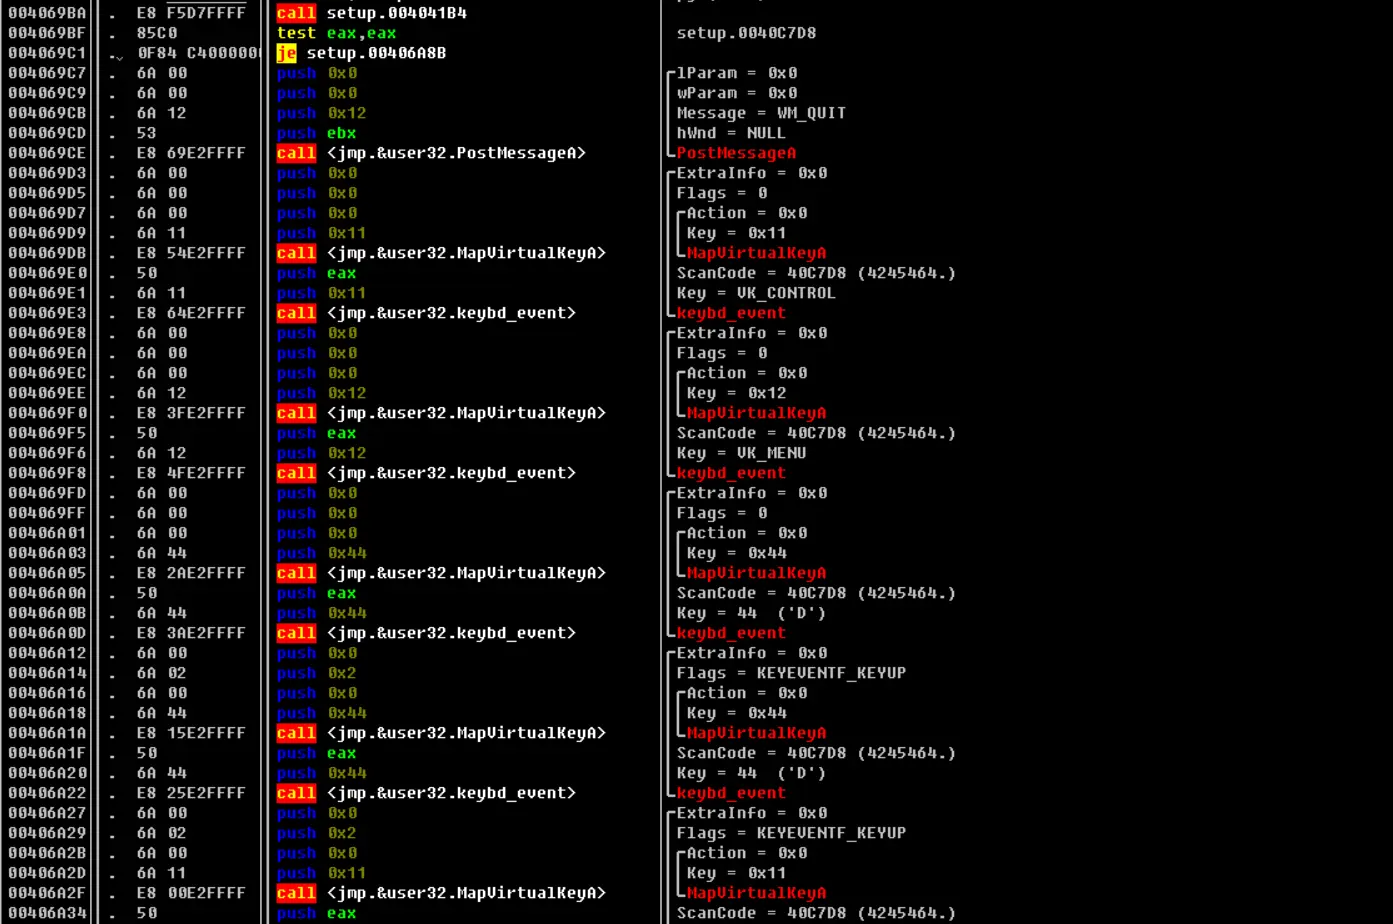 004069BA . E8 F5D7FFFF call setup.004041B4
004069BF . 85C0 test eax,eax setup.0040C7D8
004069C1 .v 0F84 C400000 je setup.00406A8B
004069C7 . 6A 00 push 0x0 lParam = 0x0
004069C9 . 6A 00 push 0x0 wParam = 0x0
004069CB . 6A 12 push 0x12 Message = WM_QUIT
004069CD . 53 push ebx hWnd = NULL
004069CE . E8 69E2FFFF call <jmp.&user32.PostMessageA> PostMessageA
004069D3 . 6A 00 push 0x0 ExtraInfo = 0x0
004069D5 . 6A 00 push 0x0 Flags = 0
004069D7 . 6A 00 push 0x0 Action = 0x0
004069D9 . 6A 11 push 0x11 Key = 0x11
004069DB . E8 54E2FFFF call <jmp.&user32.MapVirtualKeyA> MapVirtualKeyA
004069E0 . 50 push eax ScanCode = 40C7D8 (4245464.)
004069E1 . 6A 11 push 0x11 Key = VK_CONTROL
004069E3 . E8 64E2FFFF call <jmp.&user32.keybd_event> keybd_event
004069E8 . 6A 00 push 0x0 ExtraInfo = 0x0
004069EA . 6A 00 push 0x0 Flags = 0
004069EC . 6A 00 push 0x0 Action = 0x0
004069EE . 6A 12 push 0x12 Key = 0x12
004069F0 . E8 3FE2FFFF call <jmp.&user32.MapVirtualKeyA> MapVirtualKeyA
004069F5 . 50 push eax ScanCode = 40C7D8 (4245464.)
004069F6 . 6A 12 push 0x12 Key = VK_MENU
004069F8 . E8 4FE2FFFF call <jmp.&user32.keybd_event> keybd_event
004069FD . 6A 00 push 0x0 ExtraInfo = 0x0
004069FF . 6A 00 push 0x0 Flags = 0
00406A01 . 6A 00 push 0x0 Action = 0x0
00406A03 . 6A 44 push 0x44 Key = 0x44
00406A05 . E8 2AE2FFFF call <jmp.&user32.MapVirtualKeyA> MapVirtualKeyA
00406A0A . 50 push eax ScanCode = 40C7D8 (4245464.)
00406A0B . 6A 44 push 0x44 Key = 44 ('D')
00406A0D . E8 3AE2FFFF call <jmp.&user32.keybd_event> keybd_event
00406A12 . 6A 00 push 0x0 ExtraInfo = 0x0
00406A14 . 6A 02 push 0x2 Flags = KEYEVENTF_KEYUP
00406A16 . 6A 00 push 0x0 Action = 0x0
00406A18 . 6A 44 push 0x44 Key = 0x44
00406A1A . E8 15E2FFFF call <jmp.&user32.MapVirtualKeyA> MapVirtualKeyA
00406A1F . 50 push eax ScanCode = 40C7D8 (4245464.)
00406A20 . 6A 44 push 0x44 Key = 44 ('D')
00406A22 . E8 25E2FFFF call <jmp.&user32.keybd_event> keybd_event
00406A27 . 6A 00 push 0x0 ExtraInfo = 0x0
00406A29 . 6A 02 push 0x2 Flags = KEYEVENTF_KEYUP
00406A2B . 6A 00 push 0x0 Action = 0x0
00406A2D . 6A 11 push 0x11 Key = 0x11
00406A2F . E8 00E2FFFF call <jmp.&user32.MapVirtualKeyA> MapVirtualKeyA
00406A34 . 50 push eax ScanCode = 40C7D8 (4245464.)